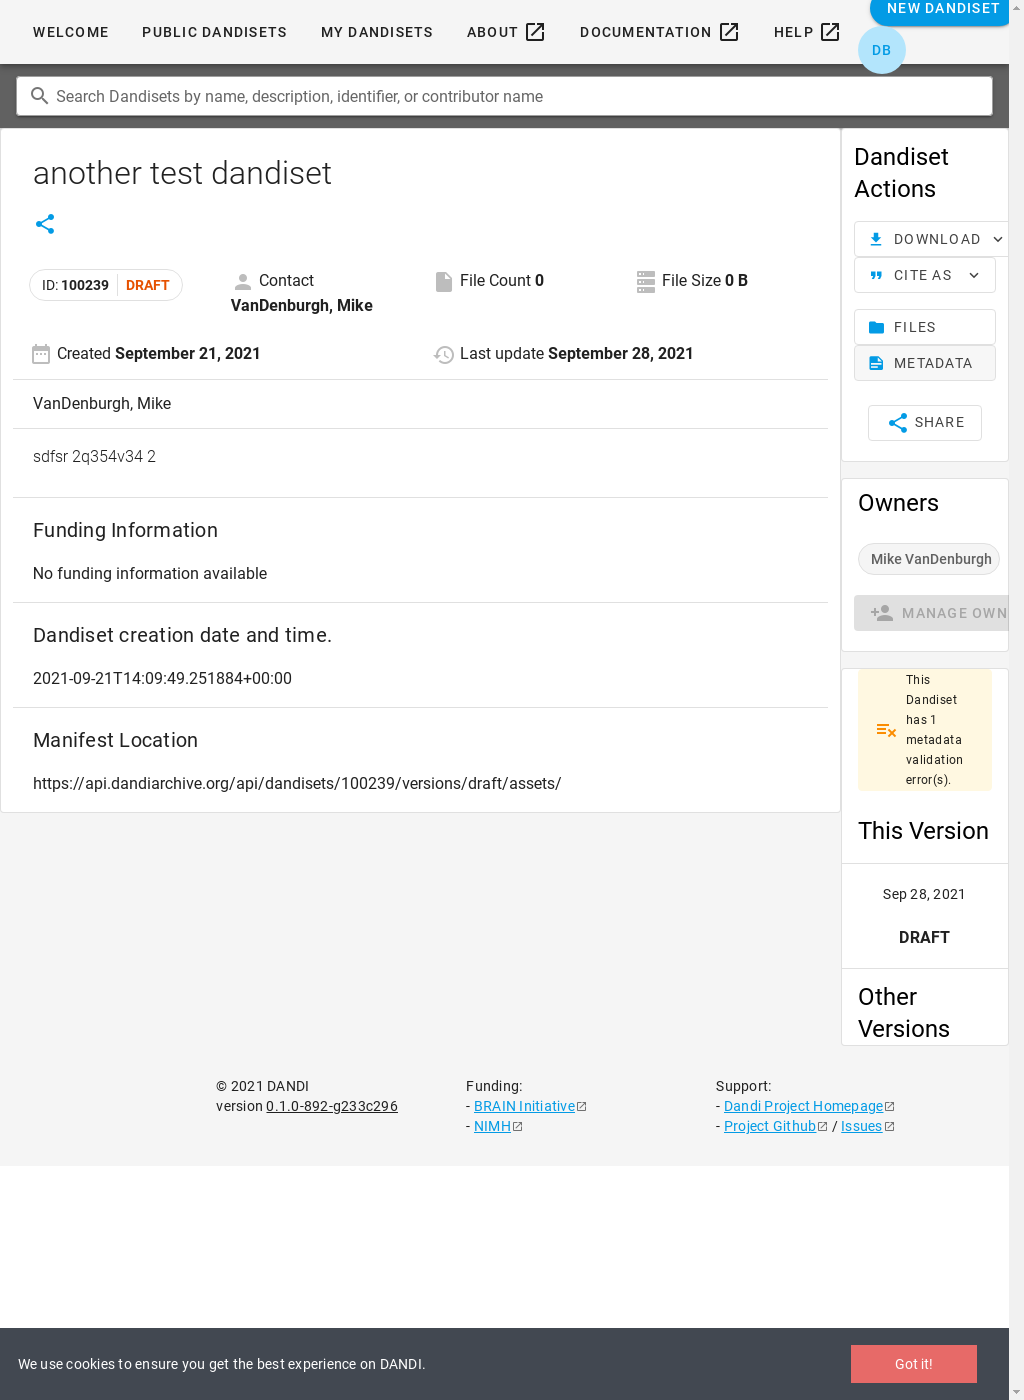 WELCOME PUBLIC DANDISETS MY DANDISETS ABOUT DOCUMENTATION HELP NEW DANDISET
DB
Search Dandisets by name, description, identifier, or contributor name
another test dandiset
ID: 100239 DRAFT
Contact
VanDenburgh, Mike
File Count 0
File Size 0 B
Created September 21, 2021
Last update September 28, 2021
VanDenburgh, Mike
sdfsr 2q354v34 2
Funding Information
No funding information available
Dandiset creation date and time.
2021-09-21T14:09:49.251884+00:00
Manifest Location
https://api.dandiarchive.org/api/dandisets/100239/versions/draft/assets/
Dandiset
Actions
DOWNLOAD
CITE AS
FILES
METADATA
SHARE
Owners
Mike VanDenburgh
MANAGE OWN
This
Dandiset
has 1
metadata
validation
error(s).
This Version
Sep 28, 2021
DRAFT
Other
Versions
© 2021 DANDI
version 0.1.0-892-g233c296
Funding:
- BRAIN Initiative
- NIMH
Support:
- Dandi Project Homepage
- Project Github / Issues
We use cookies to ensure you get the best experience on DANDI.
Got it!